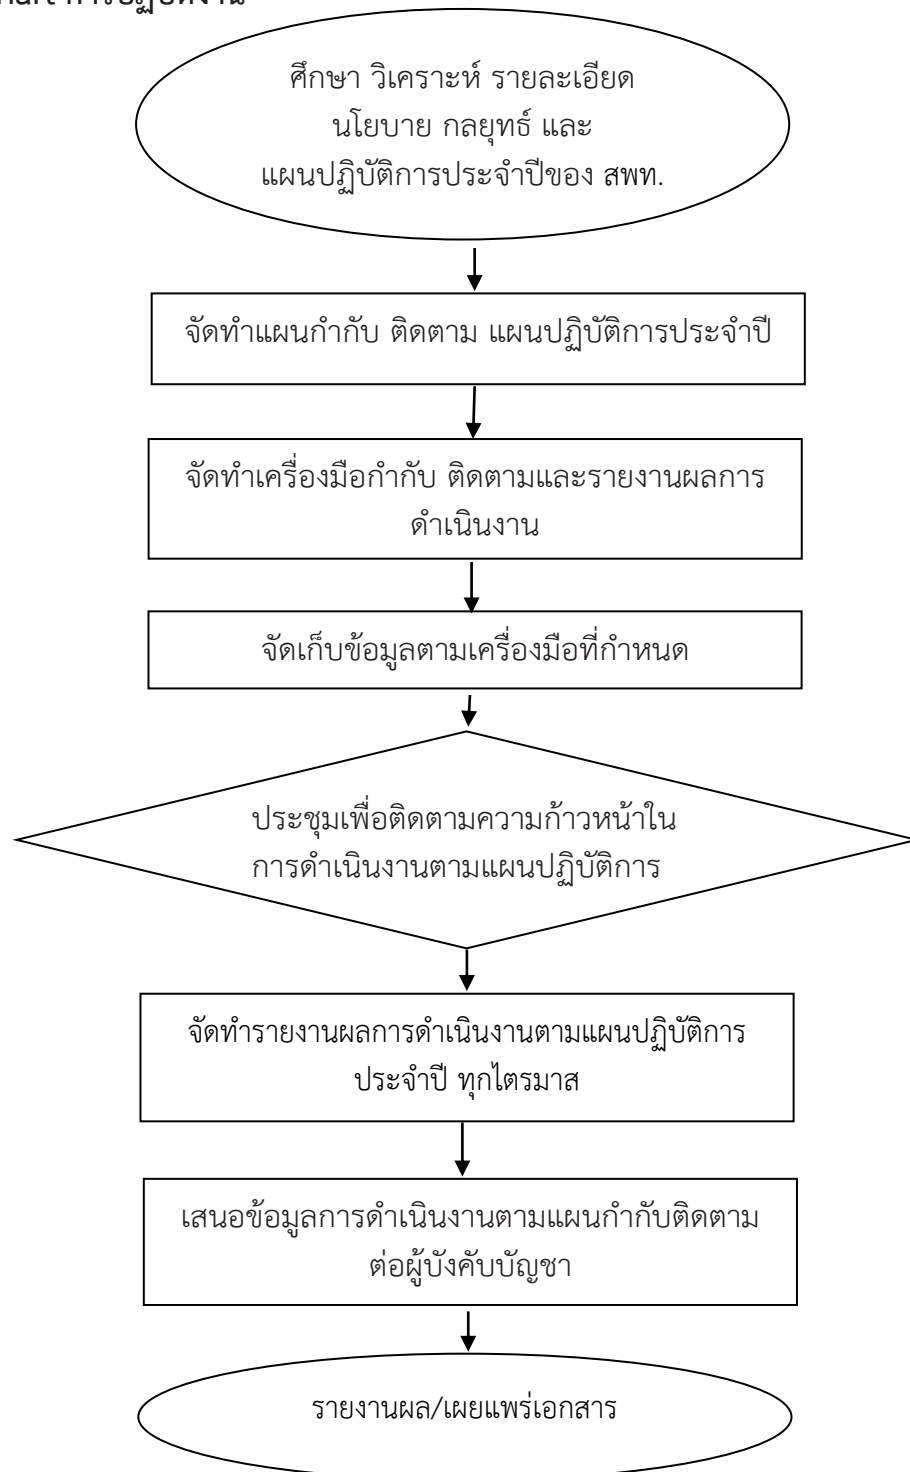 การปฏิบัติงาน
ศึกษา วิเคราะห์ รายละเอียด
นโยบาย กลยุทธ์ และ
แผนปฏิบัติการประจำปีของ สพท.
จัดทำแผนกำกับ ติดตาม แผนปฏิบัติการประจำปี
จัดทำเครื่องมือกำกับ ติดตามและรายงานผลการ
ดำเนินงาน
จัดเก็บข้อมูลตามเครื่องมือที่กำหนด
ประชุมเพื่อติดตามความก้าวหน้าใน
การดำเนินงานตามแผนปฏิบัติการ
จัดทำรายงานผลการดำเนินงานตามแผนปฏิบัติการ
ประจำปี ทุกไตรมาส
เสนอข้อมูลการดำเนินงานตามแผนกำกับติดตาม
ต่อผู้บังคับบัญชา
รายงานผล/เผยแพร่เอกสาร